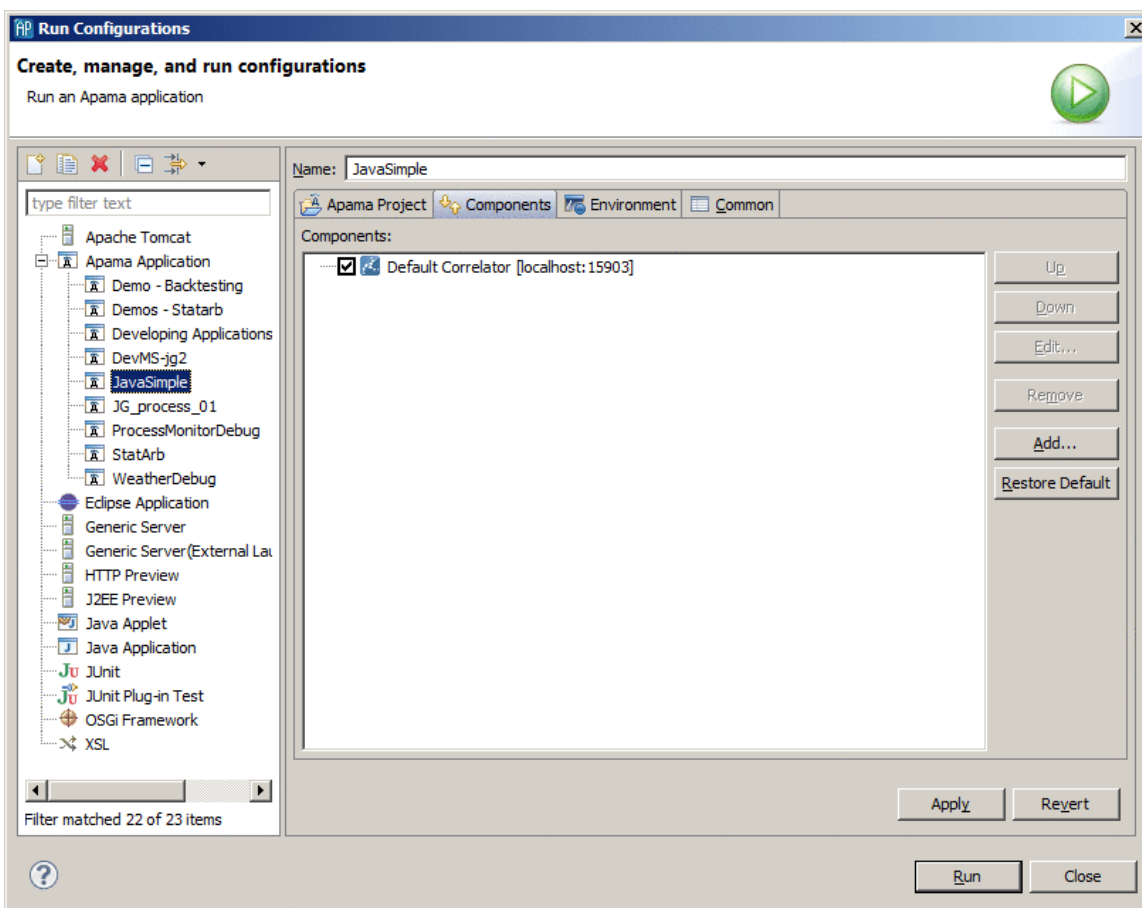 AP Run Configurations
Create, manage, and run configurations
Run an Apama application
Name: JavaSimple
type filter text
Apama Project Components Environment Common
Components:
Default Correlator [localhost:15903]
Apache Tomcat
Apama Application
Demo - Backtesting
Demos - Statarb
Developing Applications
DevMS-jg2
JavaSimple
JG_process_01
ProcessMonitorDebug
StatArb
WeatherDebug
Eclipse Application
Generic Server
Generic Server(External Lau
HTTP Preview
J2EE Preview
Java Applet
Java Application
JUnit
JUnit Plug-in Test
OSGi Framework
XSL
Up
Down
Edit...
Remove
Add...
Restore Default
Filter matched 22 of 23 items
Apply Revert
Run Close